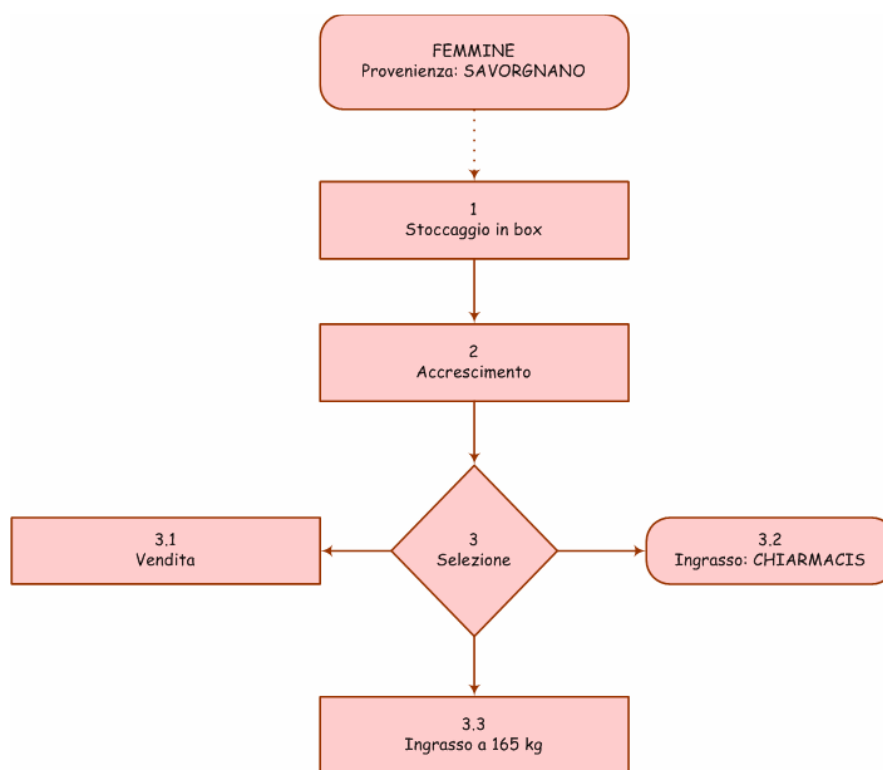 FEMMINE
Provenienza: SAVORGNANO
1
Stoccaggio in box
2
Accrescimento
3
Selezione
3.1
Vendita
3.2
Ingrasso: CHIARMACIS
3.3
Ingrasso a 165 kg